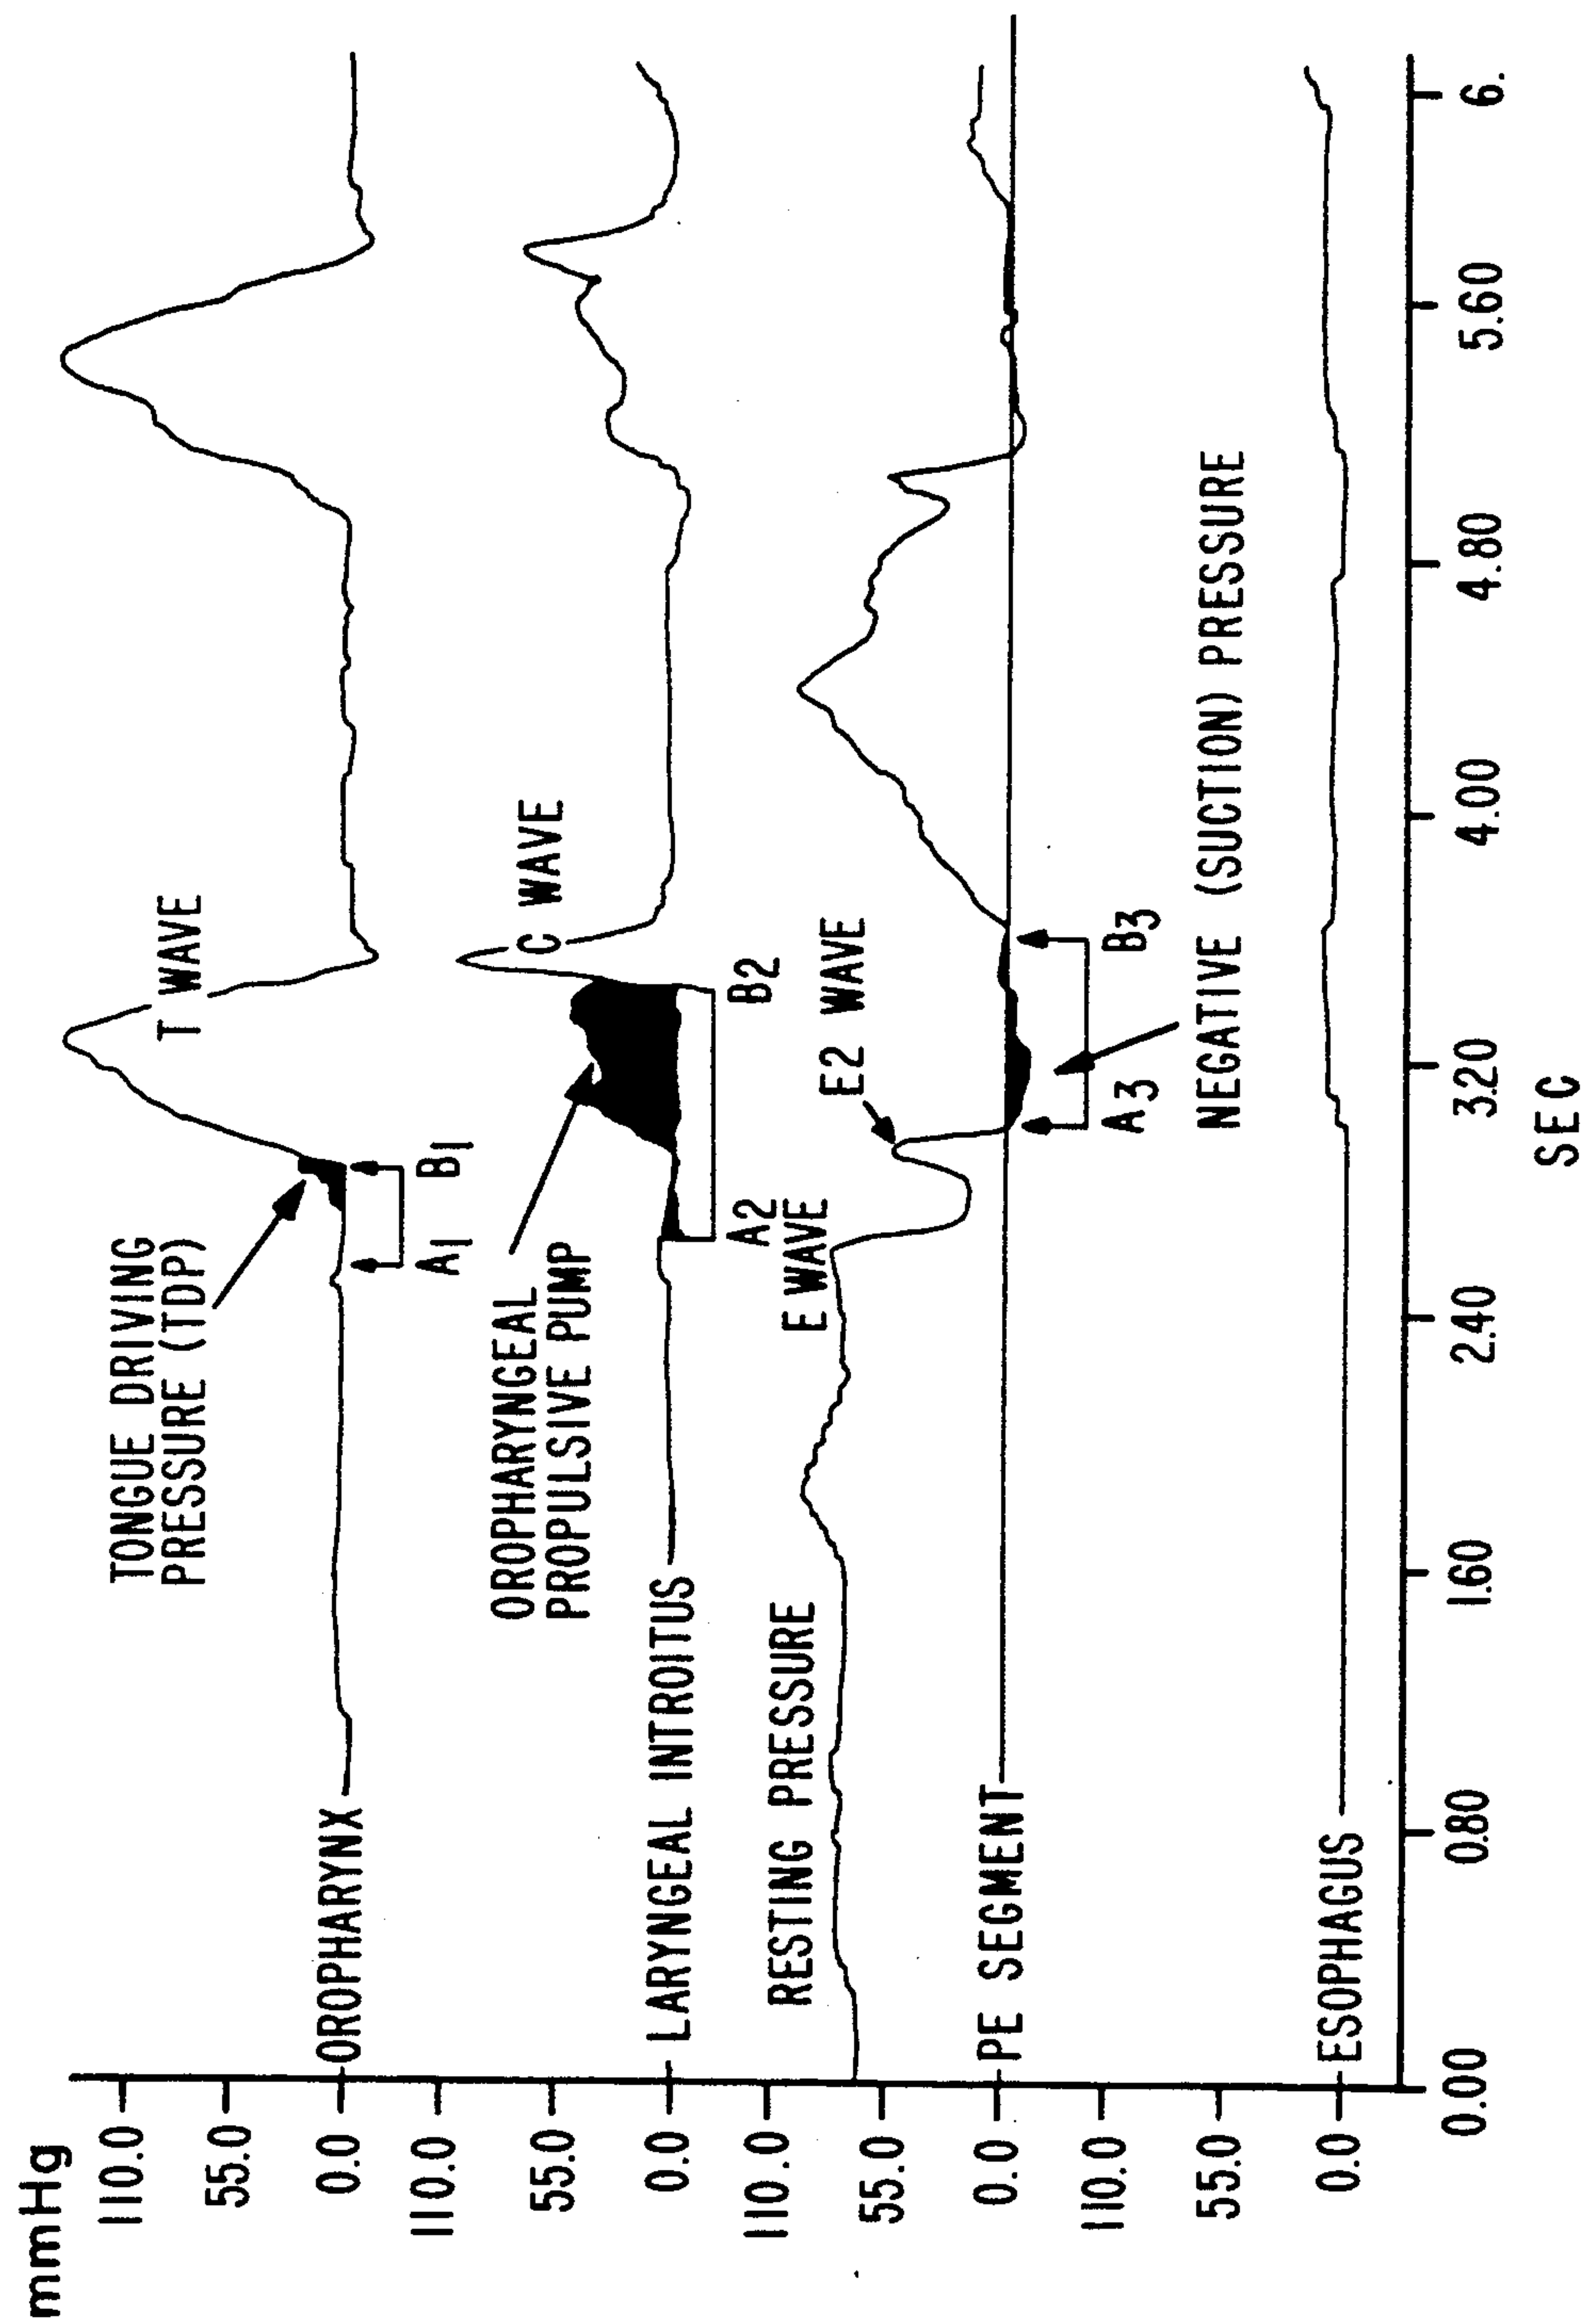 mmHg
110.0
55.0
0.0
110.0
55.0
0.0
110.0
55.0
0.0
110.0
55.0
0.0
OROPHARYNX
TONGUE DRIVING
PRESSURE (TDP)
A1
B1
T WAVE
LARYNGEAL INTROITUS
OROPHARYNGEAL
PROPULSIVE PUMP
A2
B2
C WAVE
RESTING PRESSURE
E WAVE
E2 WAVE
PE SEGMENT
A3
B3
NEGATIVE (SUCTION) PRESSURE
ESOPHAGUS
0.00
0.80
1.60
2.40
3.20
4.00
4.80
5.60
6.
SEC